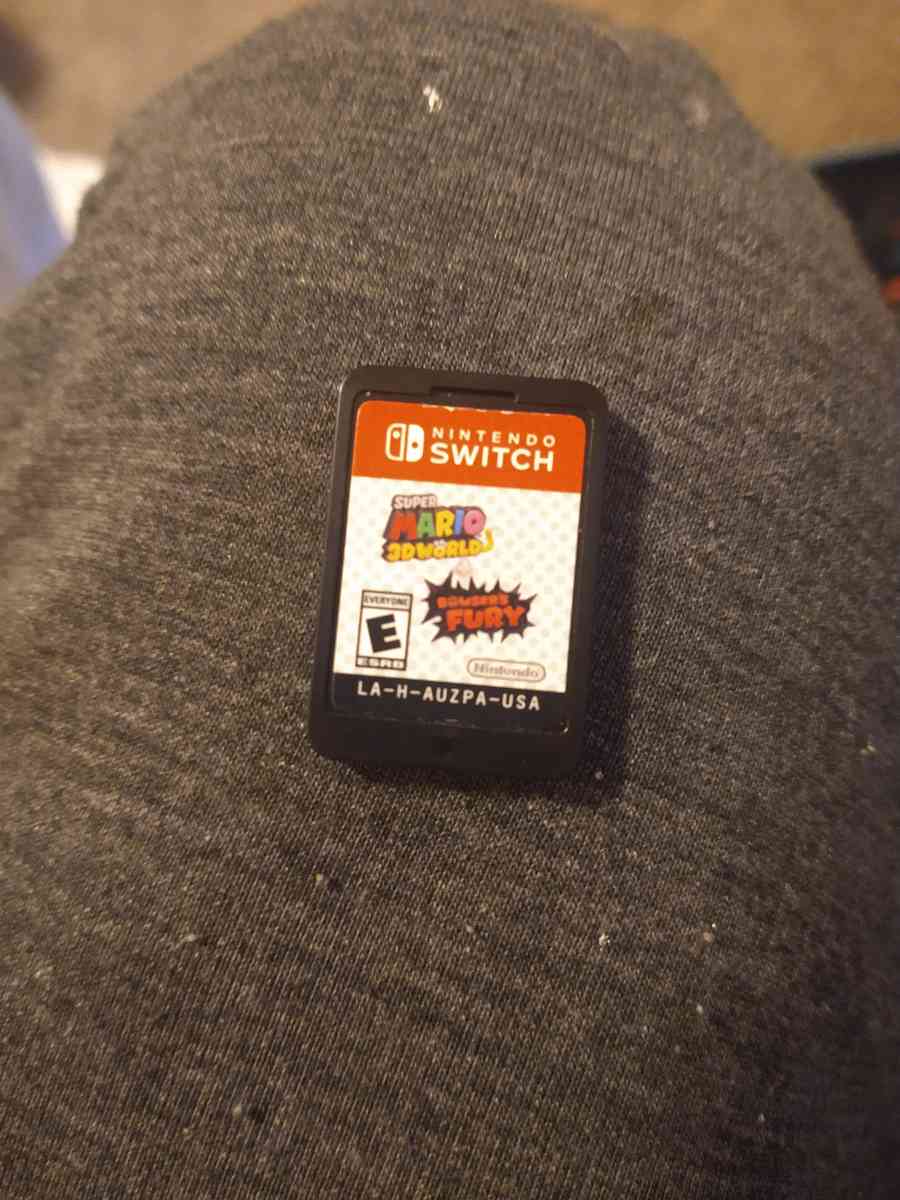 NINTENDO
SWITCH
SUPER
MARIO
3D WORLD
+
BOWSER'S
FURY
EVERYONE
E
ESRB
Nintendo
LA-H-AUZPA-USA